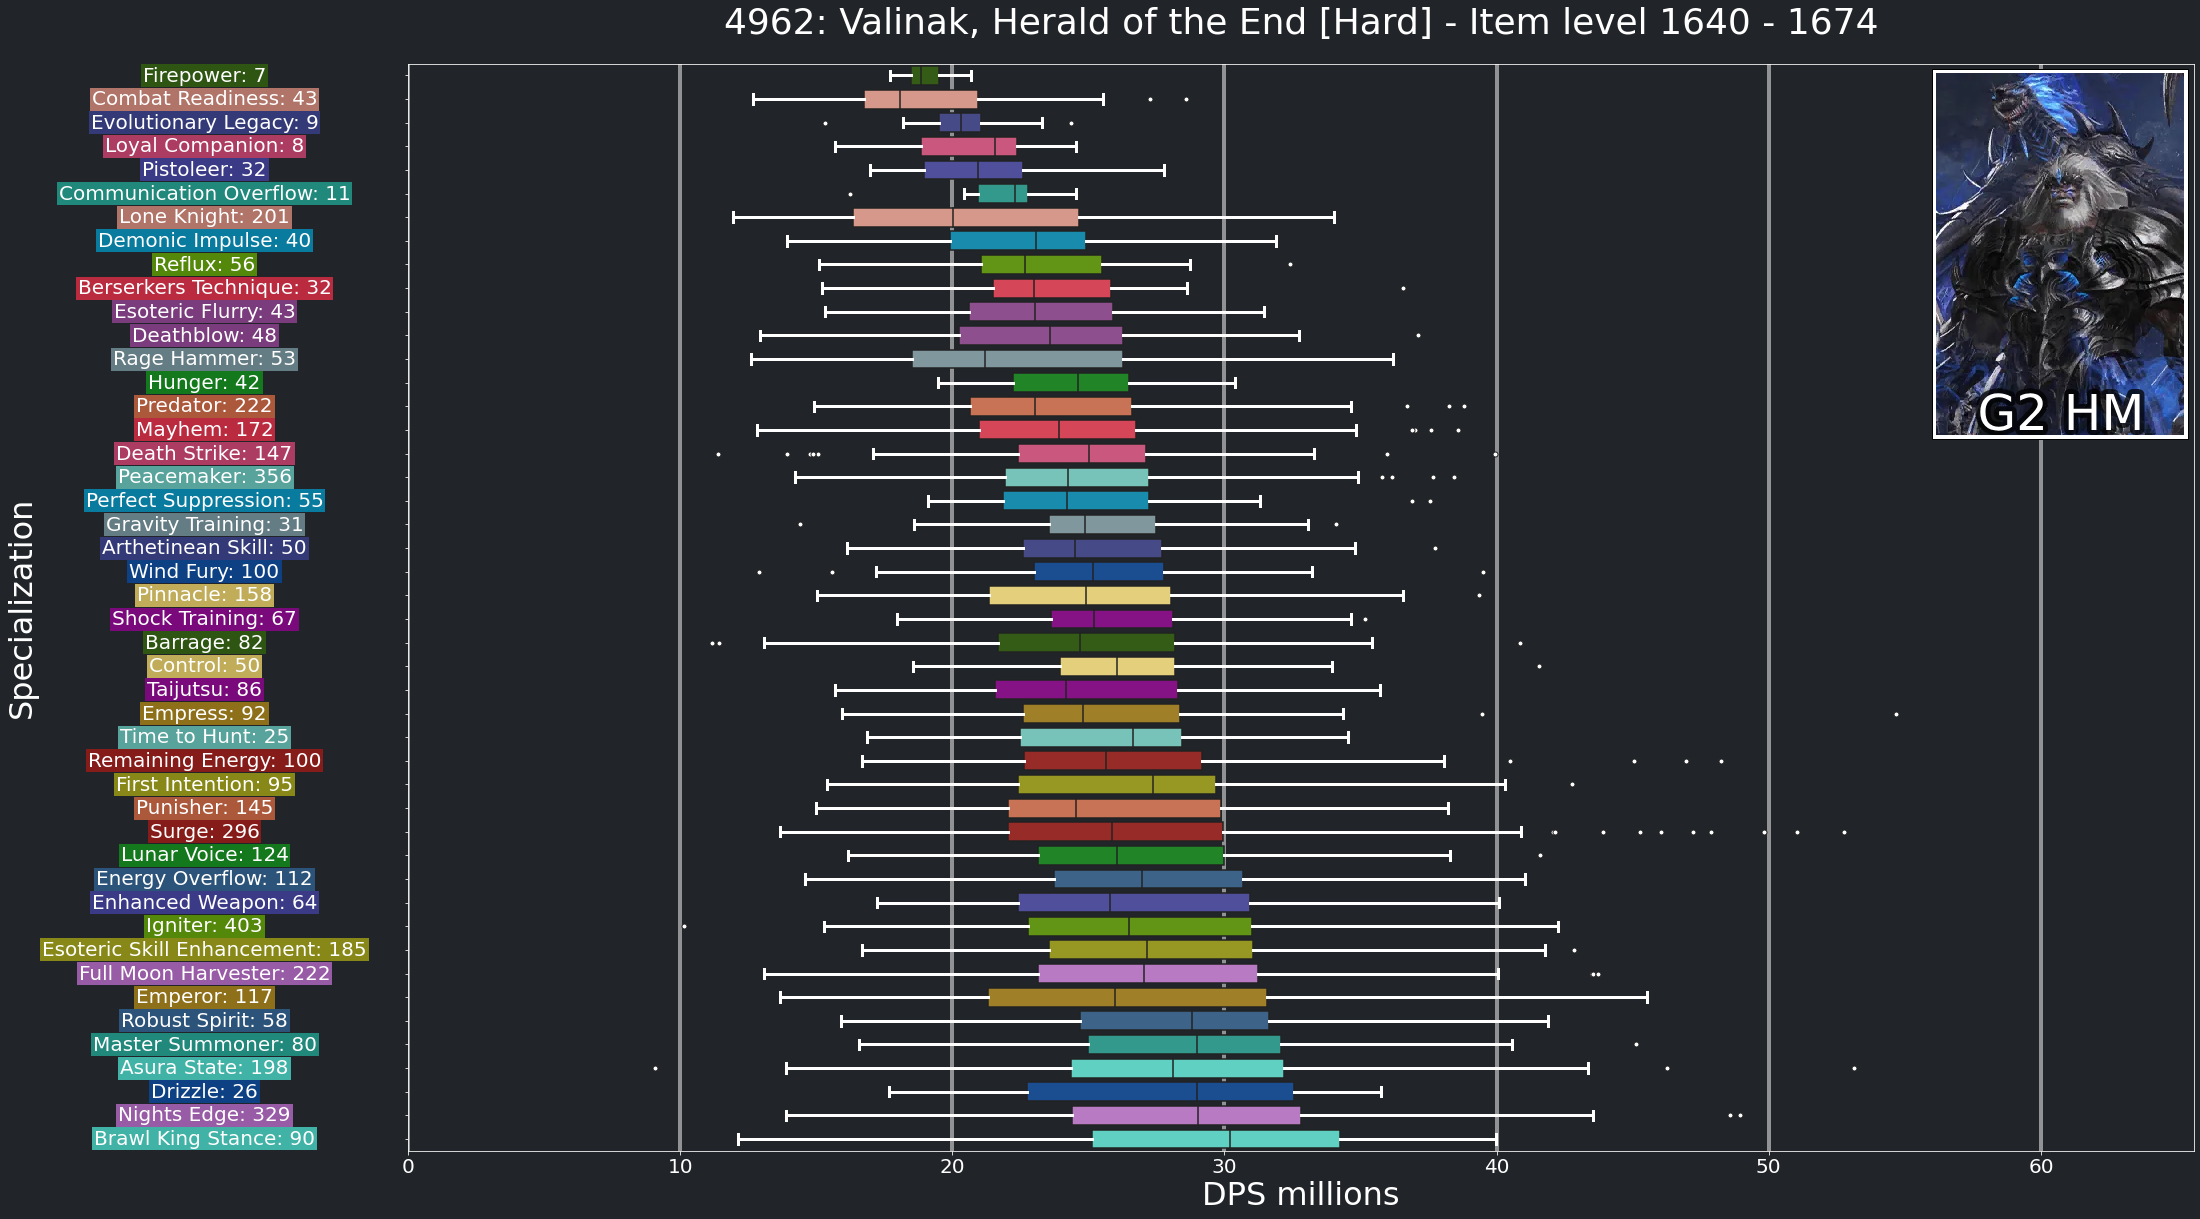 4962: Valinak, Herald of the End [Hard] - Item level 1640 - 1674
Firepower: 7
Combat Readiness: 43
Evolutionary Legacy: 9
Loyal Companion: 8
Pistoleer: 32
Communication Overflow: 11
Lone Knight: 201
Demonic Impulse: 40
Reflux: 56
Berserkers Technique: 32
Esoteric Flurry: 43
Deathblow: 48
Rage Hammer: 53
Hunger: 42
Predator: 222
Mayhem: 172
Death Strike: 147
Peacemaker: 356
Perfect Suppression: 55
Gravity Training: 31
Arthetinean Skill: 50
Wind Fury: 100
Pinnacle: 158
Shock Training: 67
Barrage: 82
Control: 50
Taijutsu: 86
Empress: 92
Time to Hunt: 25
Remaining Energy: 100
First Intention: 95
Punisher: 145
Surge: 296
Lunar Voice: 124
Energy Overflow: 112
Enhanced Weapon: 64
Igniter: 403
Esoteric Skill Enhancement: 185
Full Moon Harvester: 222
Emperor: 117
Robust Spirit: 58
Master Summoner: 80
Asura State: 198
Drizzle: 26
Nights Edge: 329
Brawl King Stance: 90
Specialization
G2 HM
0 10 20 30 40 50 60
DPS millions